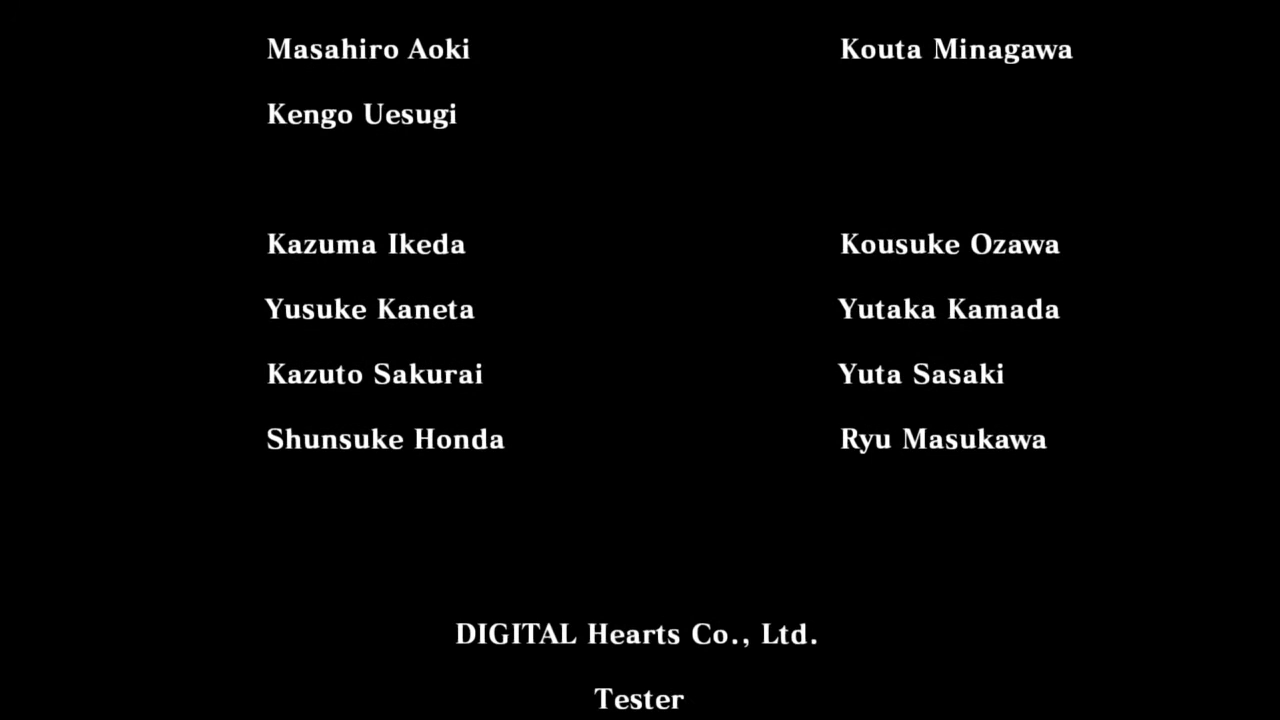 Masahiro Aoki Kouta Minagawa
Kengo Uesugi
Kazuma Ikeda Kousuke Ozawa
Yusuke Kaneta Yutaka Kamada
Kazuto Sakurai Yuta Sasaki
Shunsuke Honda Ryu Masukawa
DIGITAL Hearts Co., Ltd.
Tester